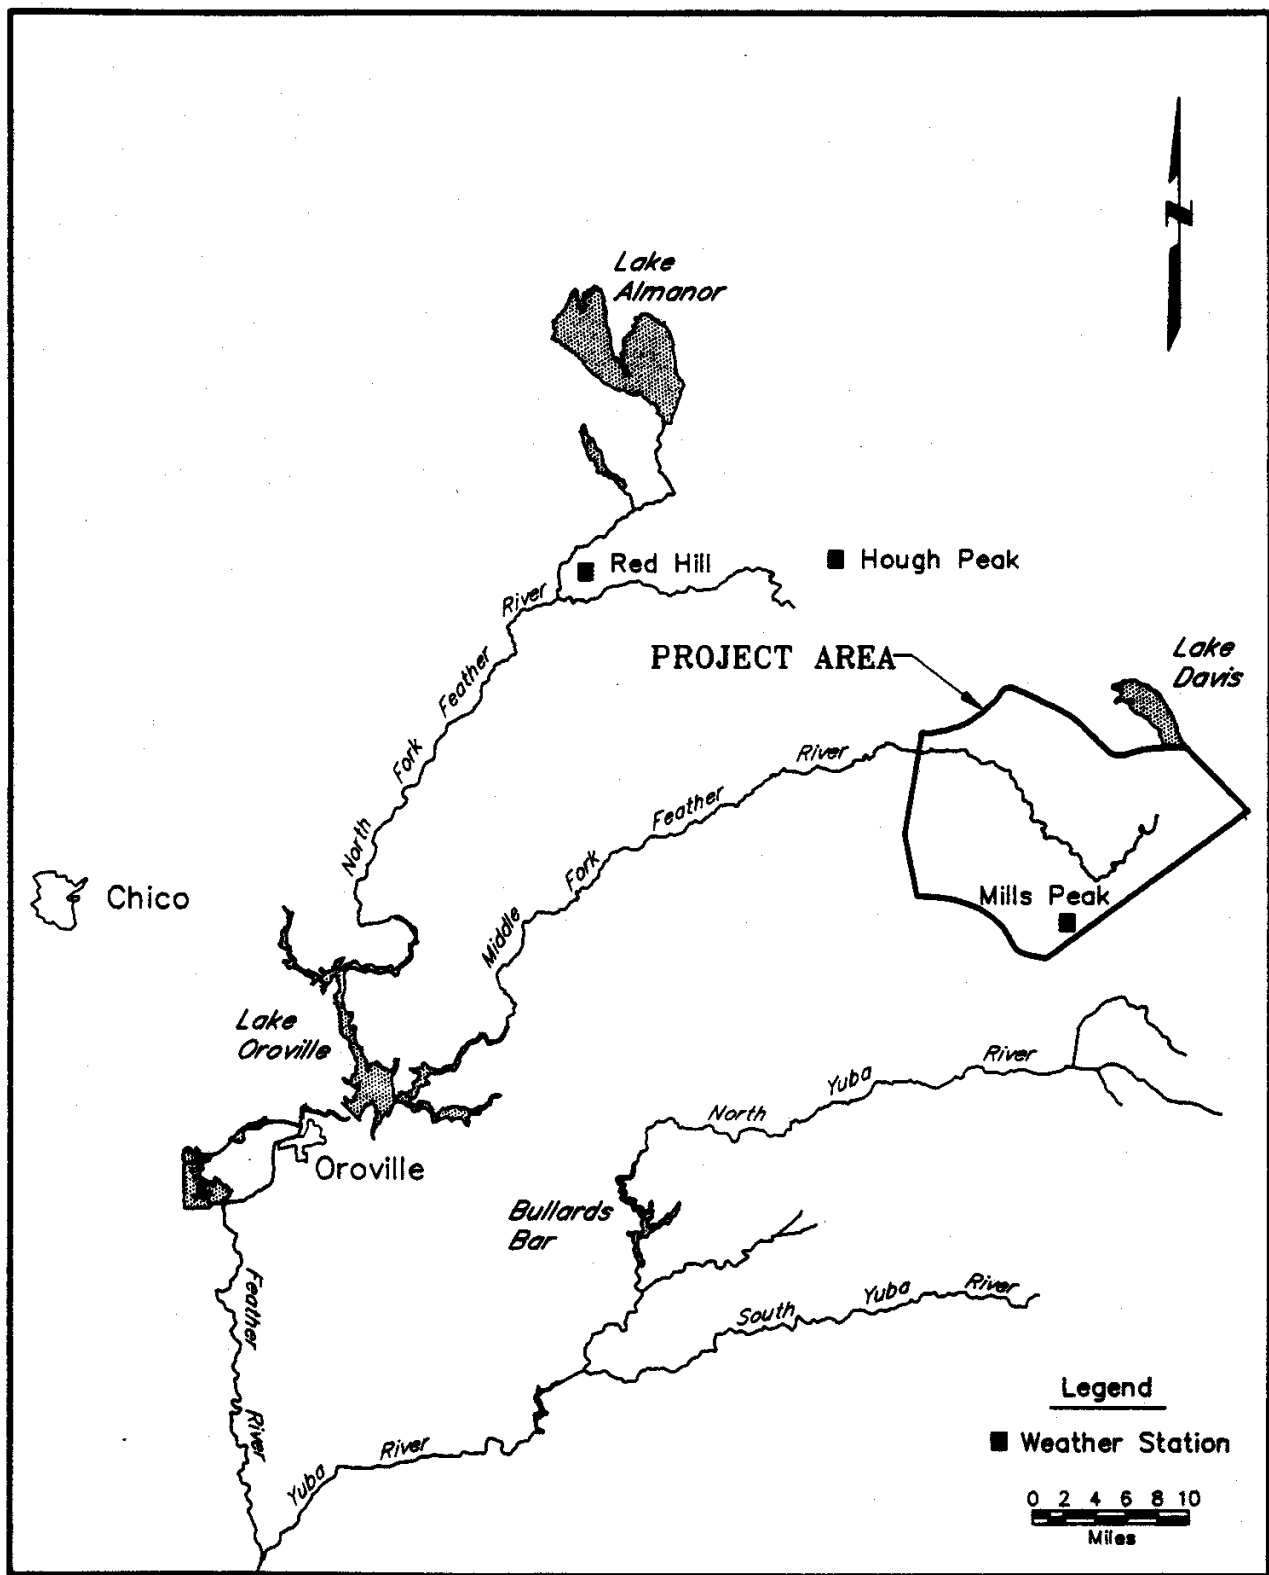 N
Lake
Almanor
Red Hill
Hough Peak
River
Feather
Fork
North
PROJECT AREA
Lake
Davis
River
Feather
Fork
Middle
Mills Peak
Chico
Lake
Oroville
Oroville
River
Yuba
North
Bullards
Bar
River
Yuba
South
Feather
River
River
Yuba
Legend
Weather Station
0 2 4 6 8 10
Miles